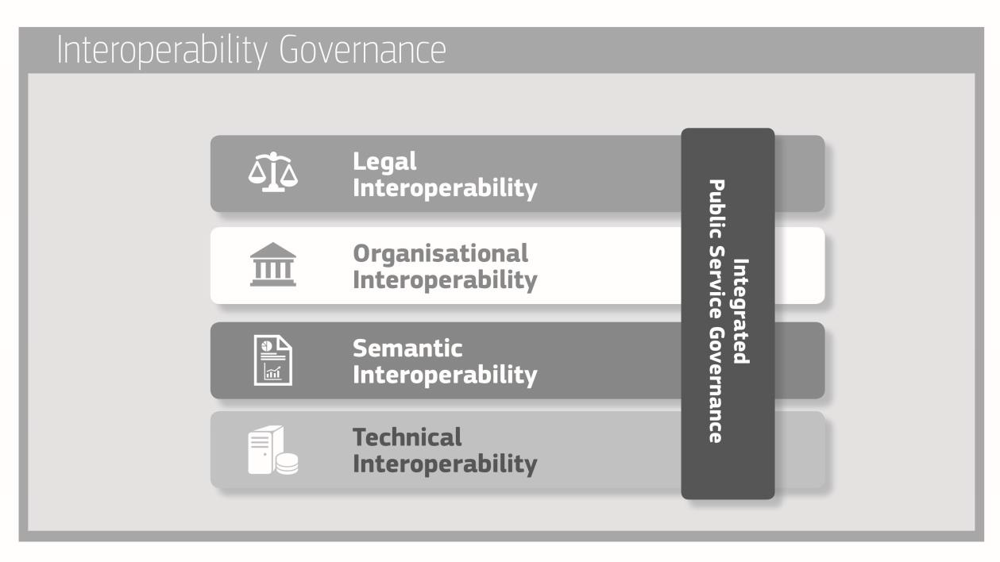 Interoperability Governance
Legal
Interoperability
Organisational
Interoperability
Semantic
Interoperability
Technical
Interoperability
Integrated
Public Service Governance